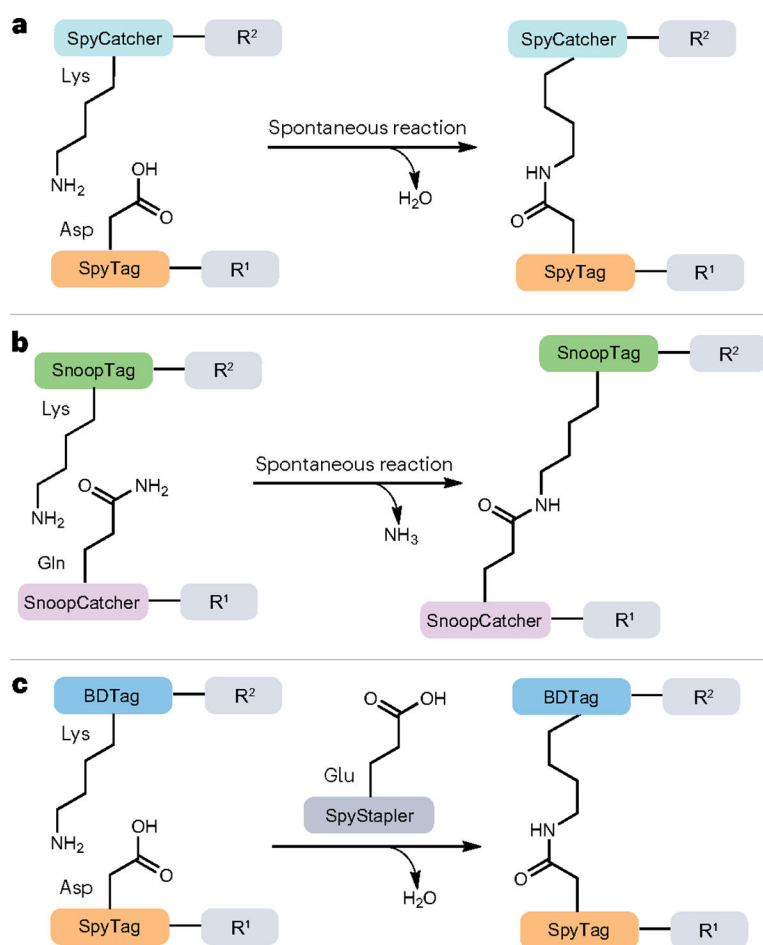 a
SpyCatcher R²
Lys
NH₂
OH
O
Asp
SpyTag R¹
Spontaneous reaction
H₂O
SpyCatcher R²
HN
O
SpyTag R¹
b
SnoopTag R²
Lys
O NH₂
NH₂
Gln
SnoopCatcher R¹
Spontaneous reaction
NH₃
SnoopTag R²
O
NH
SnoopCatcher R¹
c
BDTag R²
Lys
NH₂
OH
O
Asp
SpyTag R¹
O OH
Glu
SpyStapler
H₂O
BDTag R²
HN
O
SpyTag R¹